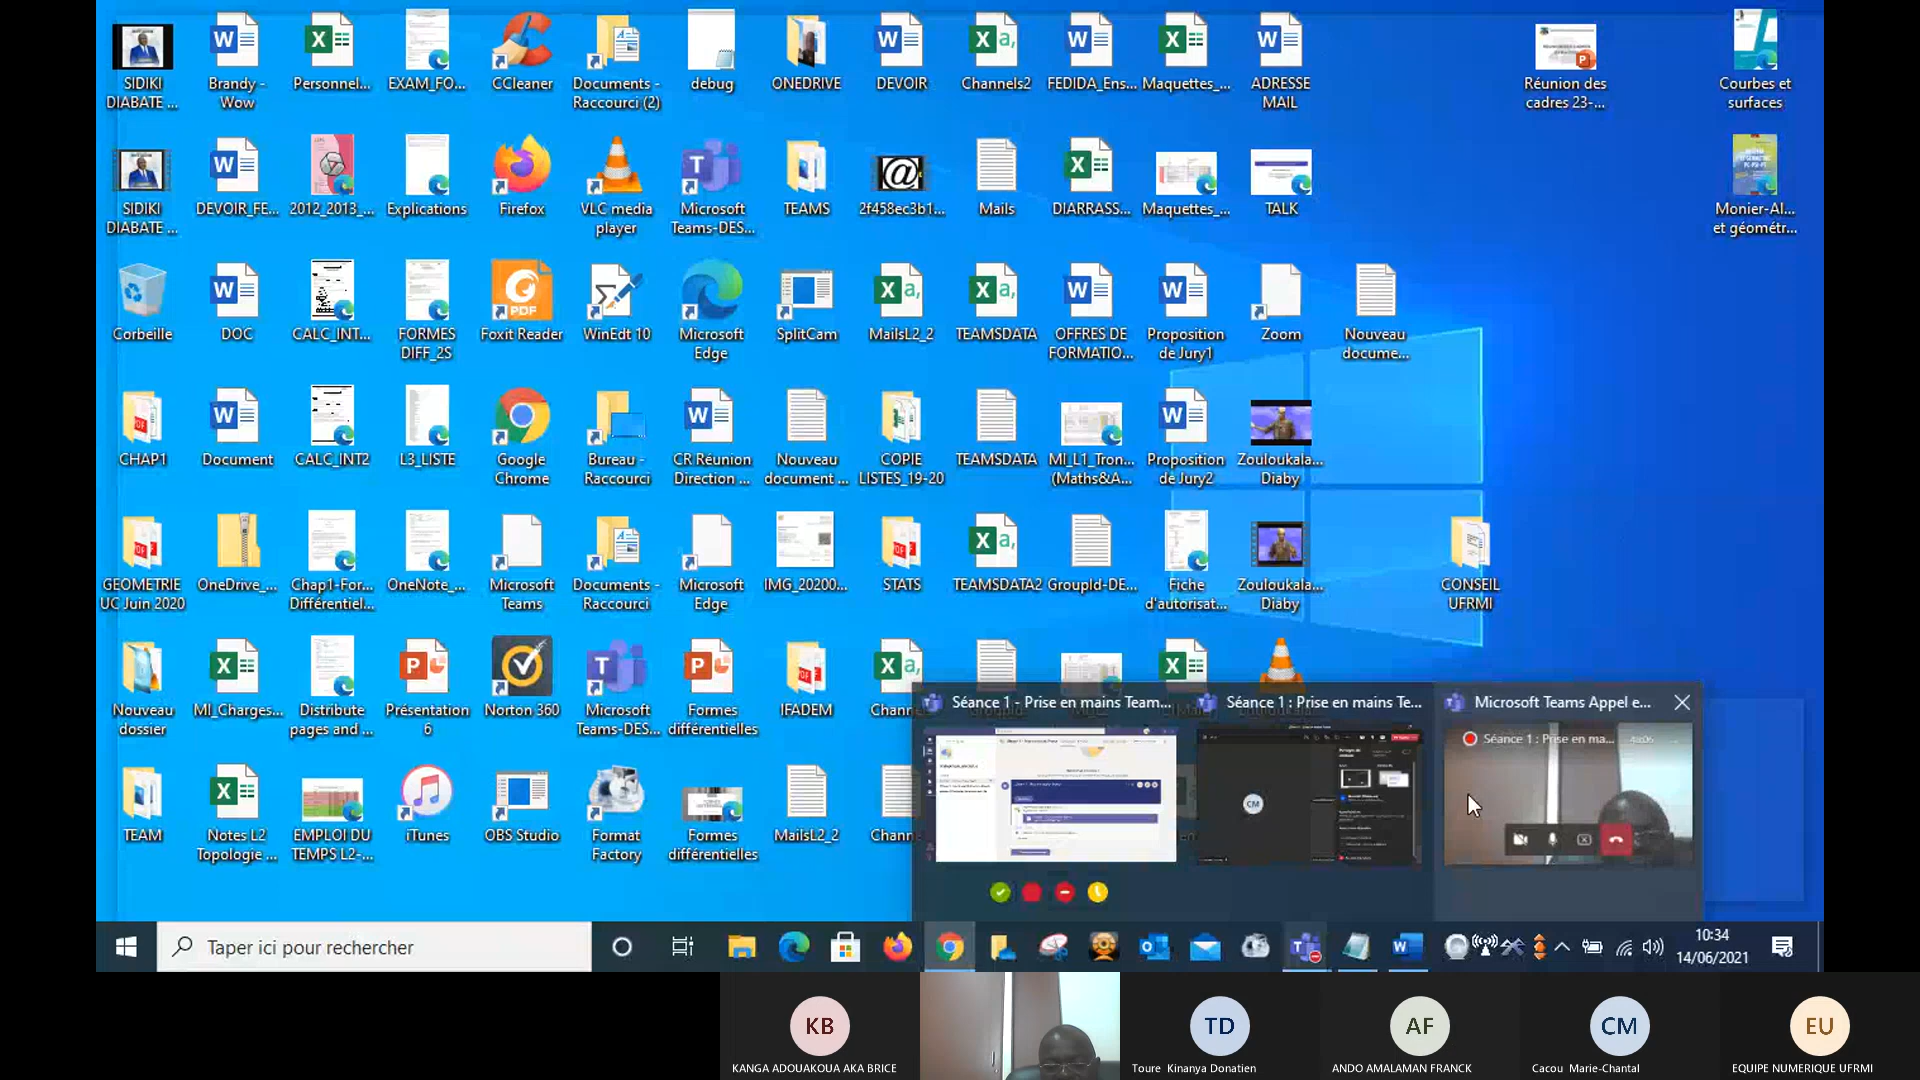 SIDIKI
DIABATE ...
Brandy -
Wow
Personnel...
EXAM_FO...
CCleaner
Documents -
Raccourci (2)
debug
ONEDRIVE
DEVOIR
Channels2
FEDIDA_Ens...
Maquettes_...
ADRESSE
MAIL
Réunion des
cadres 23-...
Courbes et
surfaces
SIDIKI
DIABATE ...
DEVOIR_FE...
2012_2013_...
Explications
Firefox
VLC media
player
Microsoft
Teams-DES...
TEAMS
2f458ec3b1...
Mails
DIARRASS...
Maquettes_...
TALK
Monier-Al...
et géométr...
Corbeille
DOC
CALC_INT...
FORMES
DIFF_2S
Foxit Reader
WinEdt 10
Microsoft
Edge
SplitCam
MailsL2_2
TEAMSDATA
OFFRES DE
FORMATIO...
Proposition
de Jury1
Zoom
Nouveau
docume...
CHAP1
Document
CALC_INT2
L3_LISTE
Google
Chrome
Bureau -
Raccourci
CR Réunion
Direction ...
Nouveau
document ...
COPIE
LISTES_19-20
TEAMSDATA
MI_L1_Tron...
(Maths&A...
Proposition
de Jury2
Zouloukala...
Diaby
GEOMETRIE
UC Juin 2020
OneDrive_...
Chap1-For...
Différentiel...
OneNote_...
Microsoft
Teams
Documents -
Raccourci
Microsoft
Edge
IMG_20200...
STATS
TEAMSDATA2
GroupId-DE...
Fiche
d'autorisat...
Zouloukala...
Diaby
CONSEIL
UFRMI
Nouveau
dossier
MI_Charges...
Distribute
pages and ...
Présentation
6
Norton 360
Microsoft
Teams-DES...
Formes
différentielles
IFADEM
Chann
Séance 1 - Prise en mains Team...
Séance 1 : Prise en mains Te...
Microsoft Teams Appel e...
Séance 1 : Prise en ma...
CM
TEAM
Notes L2
Topologie ...
EMPLOI DU
TEMPS L2-...
iTunes
OBS Studio
Format
Factory
Formes
différentielles
MailsL2_2
Chann
Taper ici pour rechercher
10:34
14/06/2021
KB
TD
AF
CM
EU
KANGA ADOUAKOUA AKA BRICE
Toure Kinanya Donatien
ANDO AMALAMAN FRANCK
Cacou Marie-Chantal
EQUIPE NUMERIQUE UFRMI